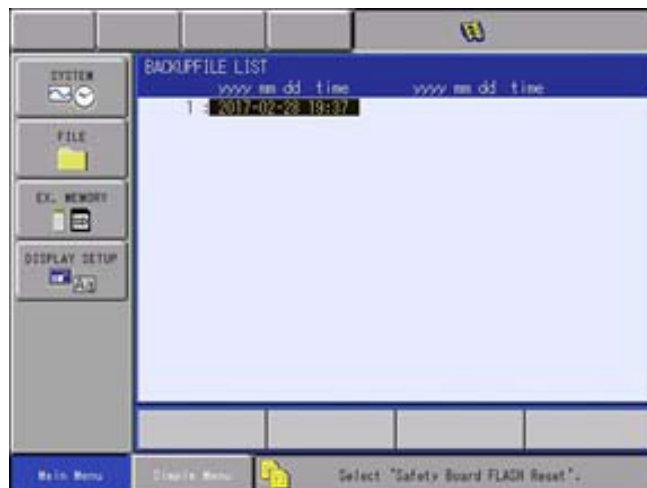 SYSTEM
FILE
EX. MEMORY
DISPLAY SETUP
BACKUPFILE LIST
yyyy mm dd time yyyy mm dd time
1 : 2017-02-28 19:37
Main Menu
Simple Menu
Select "Safety Board FLASH Reset".